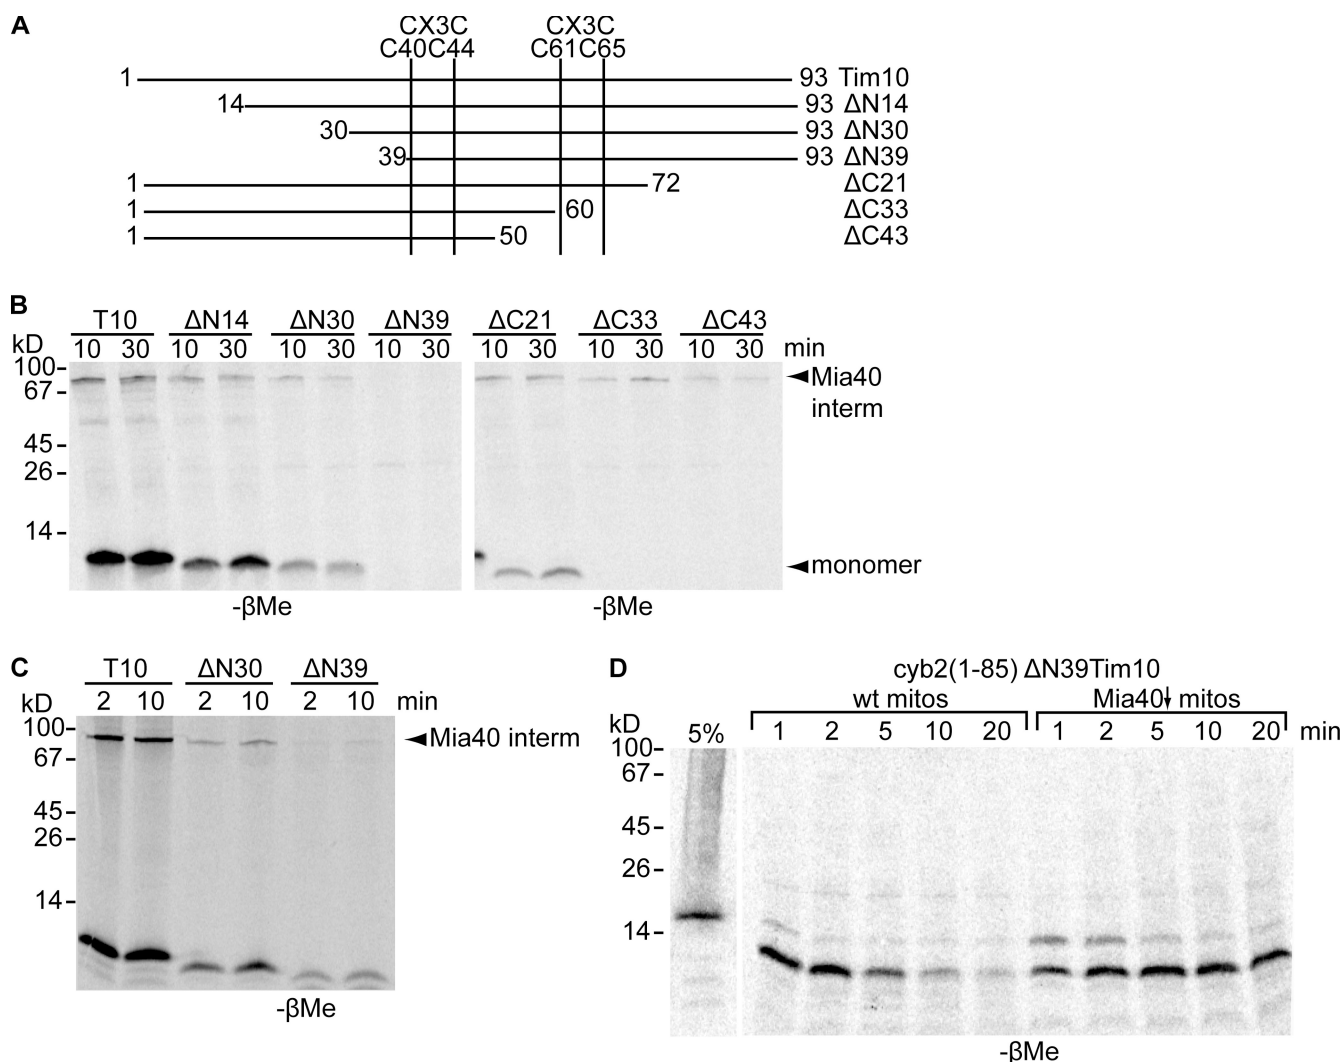 A
CX3C CX3C
C40C44 C61C65
1 93 Tim10
14 93 ΔN14
30 93 ΔN30
39 93 ΔN39
1 72 ΔC21
1 60 ΔC33
1 50 ΔC43
B
T10 ΔN14 ΔN30 ΔN39 ΔC21 ΔC33 ΔC43
kD 10 30 10 30 10 30 10 30 10 30 10 30 10 30 min
100-
67-
45-
26-
14-
Mia40
interm
monomer
-βMe -βMe
C
T10 ΔN30 ΔN39
kD 2 10 2 10 2 10 min
100-
67-
45-
26-
14-
Mia40 interm
-βMe
D
cyb2(1-85) ΔN39Tim10
wt mitos Mia40↓ mitos
kD 5% 1 2 5 10 20 1 2 5 10 20 min
100-
67-
45-
26-
14-
-βMe